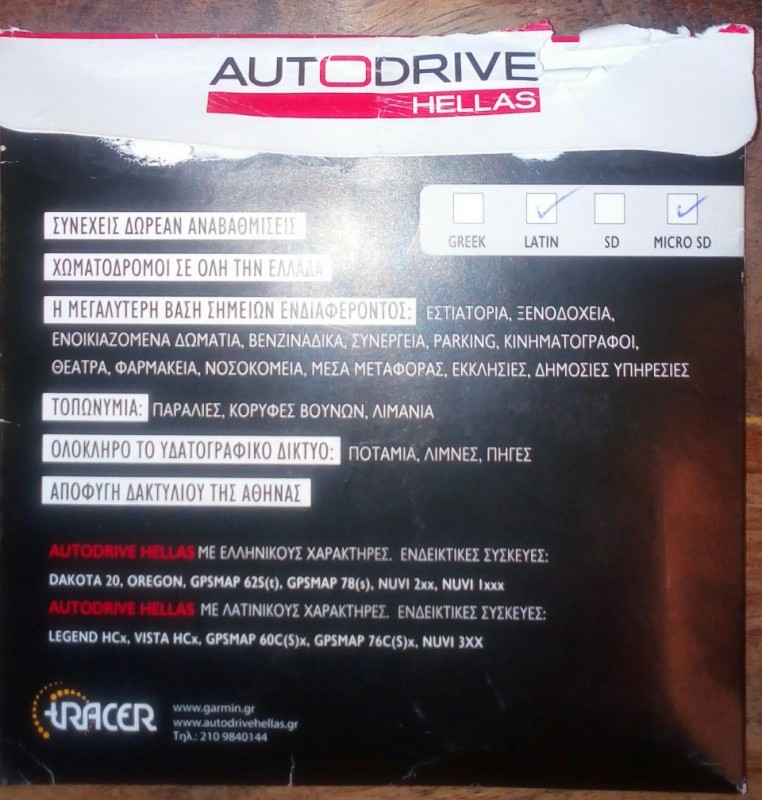 AUTODRIVE
HELLAS
GREEK LATIN SD MICRO SD
ΣΥΝΕΧΕΙΣ ΔΩΡΕΑΝ ΑΝΑΒΑΘΜΙΣΕΙΣ
ΧΩΜΑΤΟΔΡΟΜΟΙ ΣΕ ΟΛΗ ΤΗΝ ΕΛΛΑΔΑ
Η ΜΕΓΑΛΥΤΕΡΗ ΒΑΣΗ ΣΗΜΕΙΩΝ ΕΝΔΙΑΦΕΡΟΝΤΟΣ: ΕΣΤΙΑΤΟΡΙΑ, ΞΕΝΟΔΟΧΕΙΑ,
ΕΝΟΙΚΙΑΖΟΜΕΝΑ ΔΩΜΑΤΙΑ, ΒΕΝΖΙΝΑΔΙΚΑ, ΣΥΝΕΡΓΕΙΑ, PARKING, ΚΙΝΗΜΑΤΟΓΡΑΦΟΙ,
ΘΕΑΤΡΑ, ΦΑΡΜΑΚΕΙΑ, ΝΟΣΟΚΟΜΕΙΑ, ΜΕΣΑ ΜΕΤΑΦΟΡΑΣ, ΕΚΚΛΗΣΙΕΣ, ΔΗΜΟΣΙΕΣ ΥΠΗΡΕΣΙΕΣ
ΤΟΠΩΝΥΜΙΑ: ΠΑΡΑΛΙΕΣ, ΚΟΡΥΦΕΣ ΒΟΥΝΩΝ, ΛΙΜΑΝΙΑ
ΟΛΟΚΛΗΡΟ ΤΟ ΥΔΑΤΟΓΡΑΦΙΚΟ ΔΙΚΤΥΟ: ΠΟΤΑΜΙΑ, ΛΙΜΝΕΣ, ΠΗΓΕΣ
ΑΠΟΦΥΓΗ ΔΑΚΤΥΛΙΟΥ ΤΗΣ ΑΘΗΝΑΣ
AUTODRIVE HELLAS ΜΕ ΕΛΛΗΝΙΚΟΥΣ ΧΑΡΑΚΤΗΡΕΣ. ΕΝΔΕΙΚΤΙΚΕΣ ΣΥΣΚΕΥΕΣ:
DAKOTA 20, OREGON, GPSMAP 62S(t), GPSMAP 78(s), NUVI 2xx, NUVI 1xxx
AUTODRIVE HELLAS ΜΕ ΛΑΤΙΝΙΚΟΥΣ ΧΑΡΑΚΤΗΡΕΣ. ΕΝΔΕΙΚΤΙΚΕΣ ΣΥΣΚΕΥΕΣ:
LEGEND HCx, VISTA HCx, GPSMAP 60C(S)x, GPSMAP 76C(S)x, NUVI 3XX
TRACER
www.garmin.gr
www.autodrivehellas.gr
Τηλ.: 210 9840144